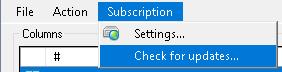 File Action Subscription
Settings...
Columns
Check for updates...
#